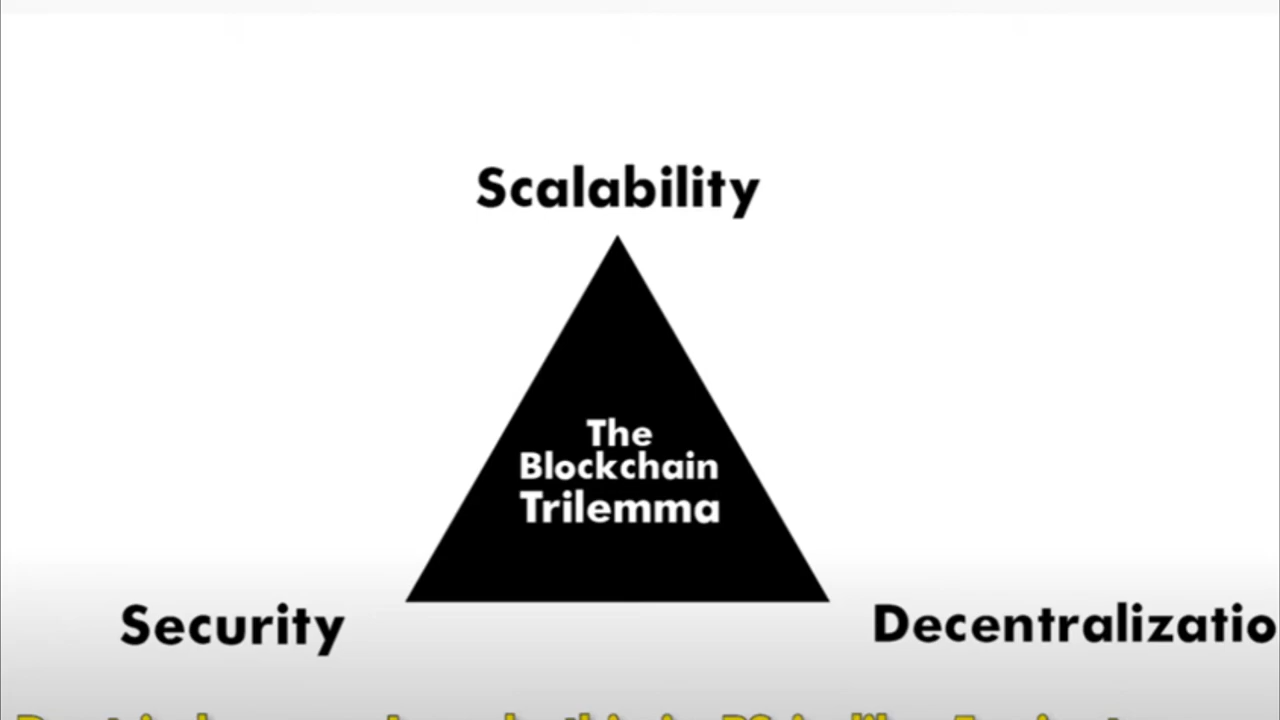 Scalability
The
Blockchain
Trilemma
Security
Decentralizatio